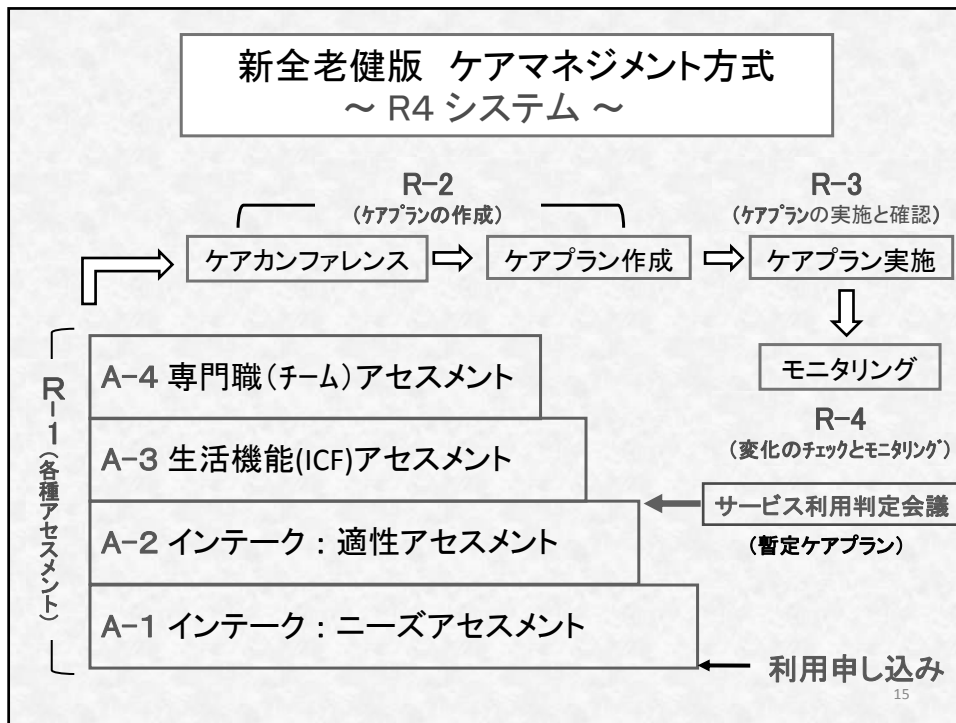 新全老健版 ケアマネジメント方式
~ R4 システム ~
R-2
(ケアプランの作成)
R-3
(ケアプランの実施と確認)
ケアカンファレンス
ケアプラン作成
ケアプラン実施
モニタリング
R-4
(変化のチェックとモニタリング)
R-1(各種アセスメント)
A-4 専門職(チーム)アセスメント
A-3 生活機能(ICF)アセスメント
サービス利用判定会議
(暫定ケアプラン)
A-2 インテーク : 適性アセスメント
A-1 インテーク : ニーズアセスメント
利用申し込み
15